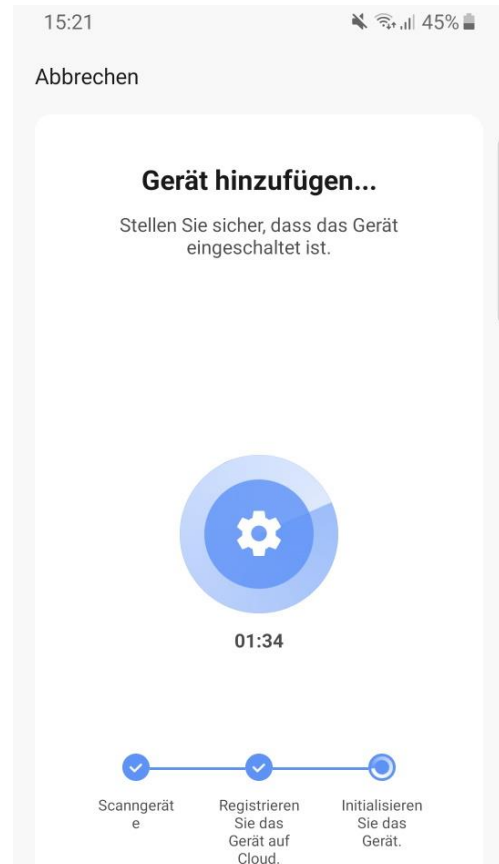 15:21 45%
Abbrechen
Gerät hinzufügen...
Stellen Sie sicher, dass das Gerät
eingeschaltet ist.
01:34
Scanngerät
e
Registrieren
Sie das
Gerät auf
Cloud.
Initialisieren
Sie das
Gerät.